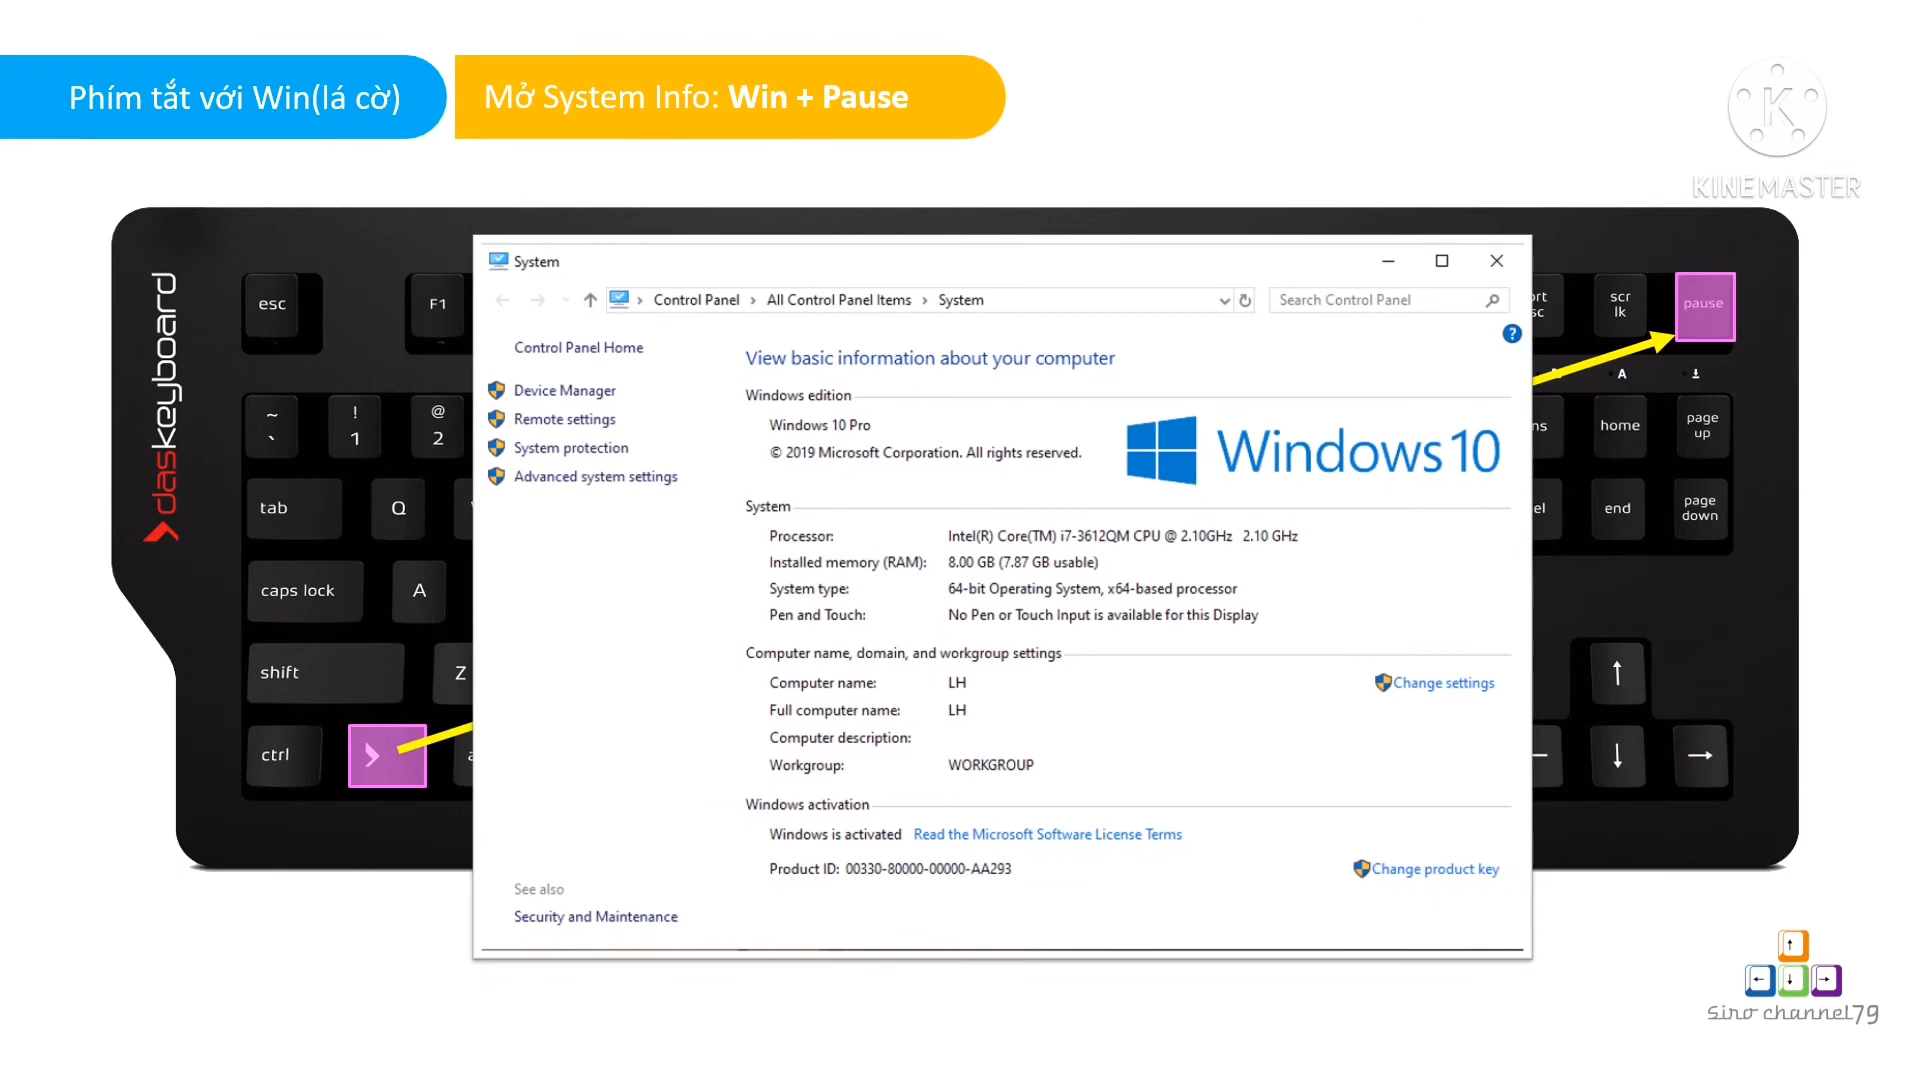 Phím tắt với Win(lá cờ)
Mở System Info: Win + Pause
K
KINEMASTER
daskeyboard
esc
F1
scr
lk
pause
~
`
!
1
@
2
A
home
page
up
tab
Q
end
page
down
caps lock
A
shift
Z
ctrl
System
Control Panel
All Control Panel Items
System
Search Control Panel
?
Control Panel Home
Device Manager
Remote settings
System protection
Advanced system settings
See also
Security and Maintenance
View basic information about your computer
Windows edition
Windows 10 Pro
© 2019 Microsoft Corporation. All rights reserved.
Windows 10
System
Processor: Intel(R) Core(TM) i7-3612QM CPU @ 2.10GHz 2.10 GHz
Installed memory (RAM): 8.00 GB (7.87 GB usable)
System type: 64-bit Operating System, x64-based processor
Pen and Touch: No Pen or Touch Input is available for this Display
Computer name, domain, and workgroup settings
Computer name: LH
Change settings
Full computer name: LH
Computer description:
Workgroup: WORKGROUP
Windows activation
Windows is activated Read the Microsoft Software License Terms
Product ID: 00330-80000-00000-AA293
Change product key
sino channel79